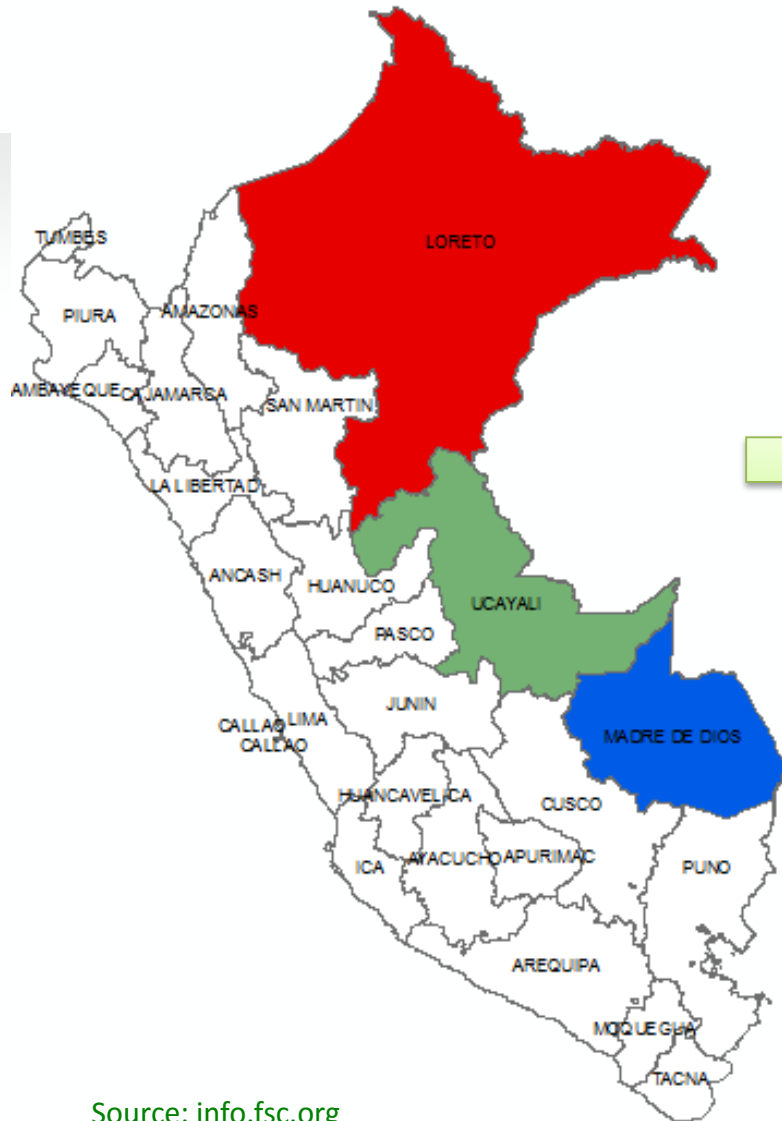 LORETO
TUMBES
PIURA
AMAZONAS
AMBAYEQUE
CAJAMARCA
SAN MARTIN
LA LIBERTAD
ANCASH
HUANUCO
UCAYALI
PASCO
JUNIN
LIMA
CALLAO
CALLAO
MADRE DE DIOS
HUANCAVELICA
CUSCO
ICA
AYACUCHO
APURIMAC
PUNO
AREQUIPA
MOQUEGUA
TACNA
Source: info.fsc.org